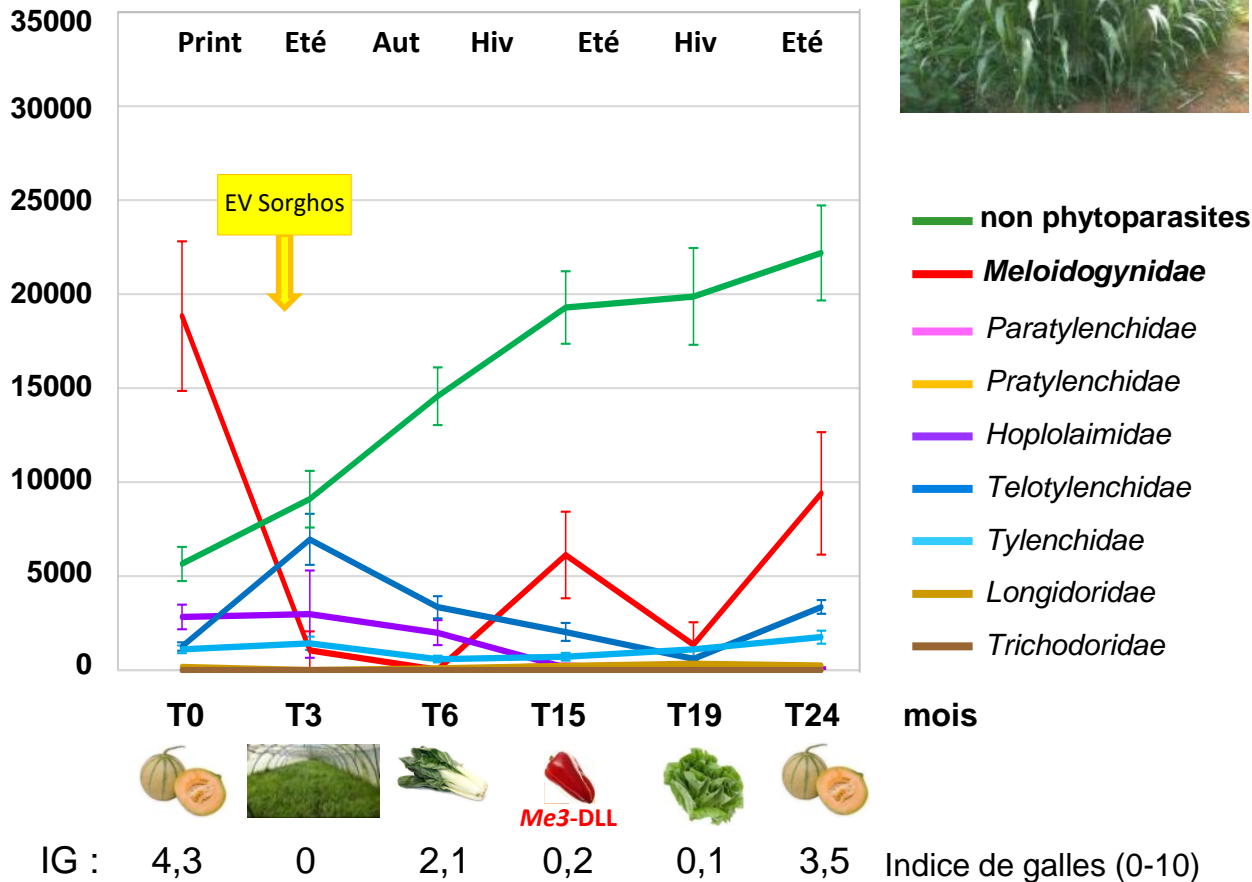 35000
Print Eté Aut Hiv Eté Hiv Eté
30000
25000
EV Sorghos
20000
15000
10000
5000
0
non phytoparasites
Meloidogynidae
Paratylenchidae
Pratylenchidae
Hoplolaimidae
Telotylenchidae
Tylenchidae
Longidoridae
Trichodoridae
T0 T3 T6 T15 T19 T24 mois
Me3-DLL
IG : 4,3 0 2,1 0,2 0,1 3,5 Indice de galles (0-10)